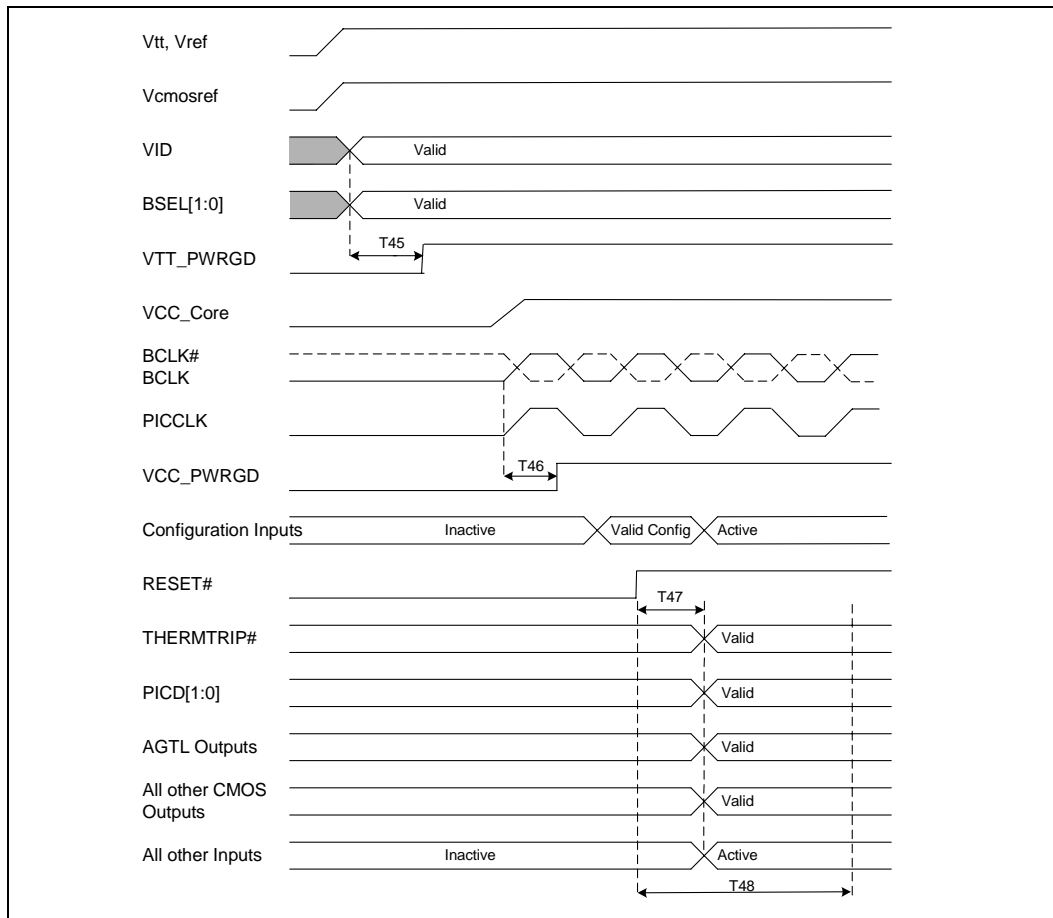 Vtt, Vref
Vcmosref
VID
Valid
BSEL[1:0]
Valid
T45
VTT_PWRGD
VCC_Core
BCLK#
BCLK
PICCLK
T46
VCC_PWRGD
Configuration Inputs
Inactive
Valid Config
Active
RESET#
T47
THERMTRIP#
Valid
PICD[1:0]
Valid
AGTL Outputs
Valid
All other CMOS
Outputs
Valid
All other Inputs
Inactive
Active
T48